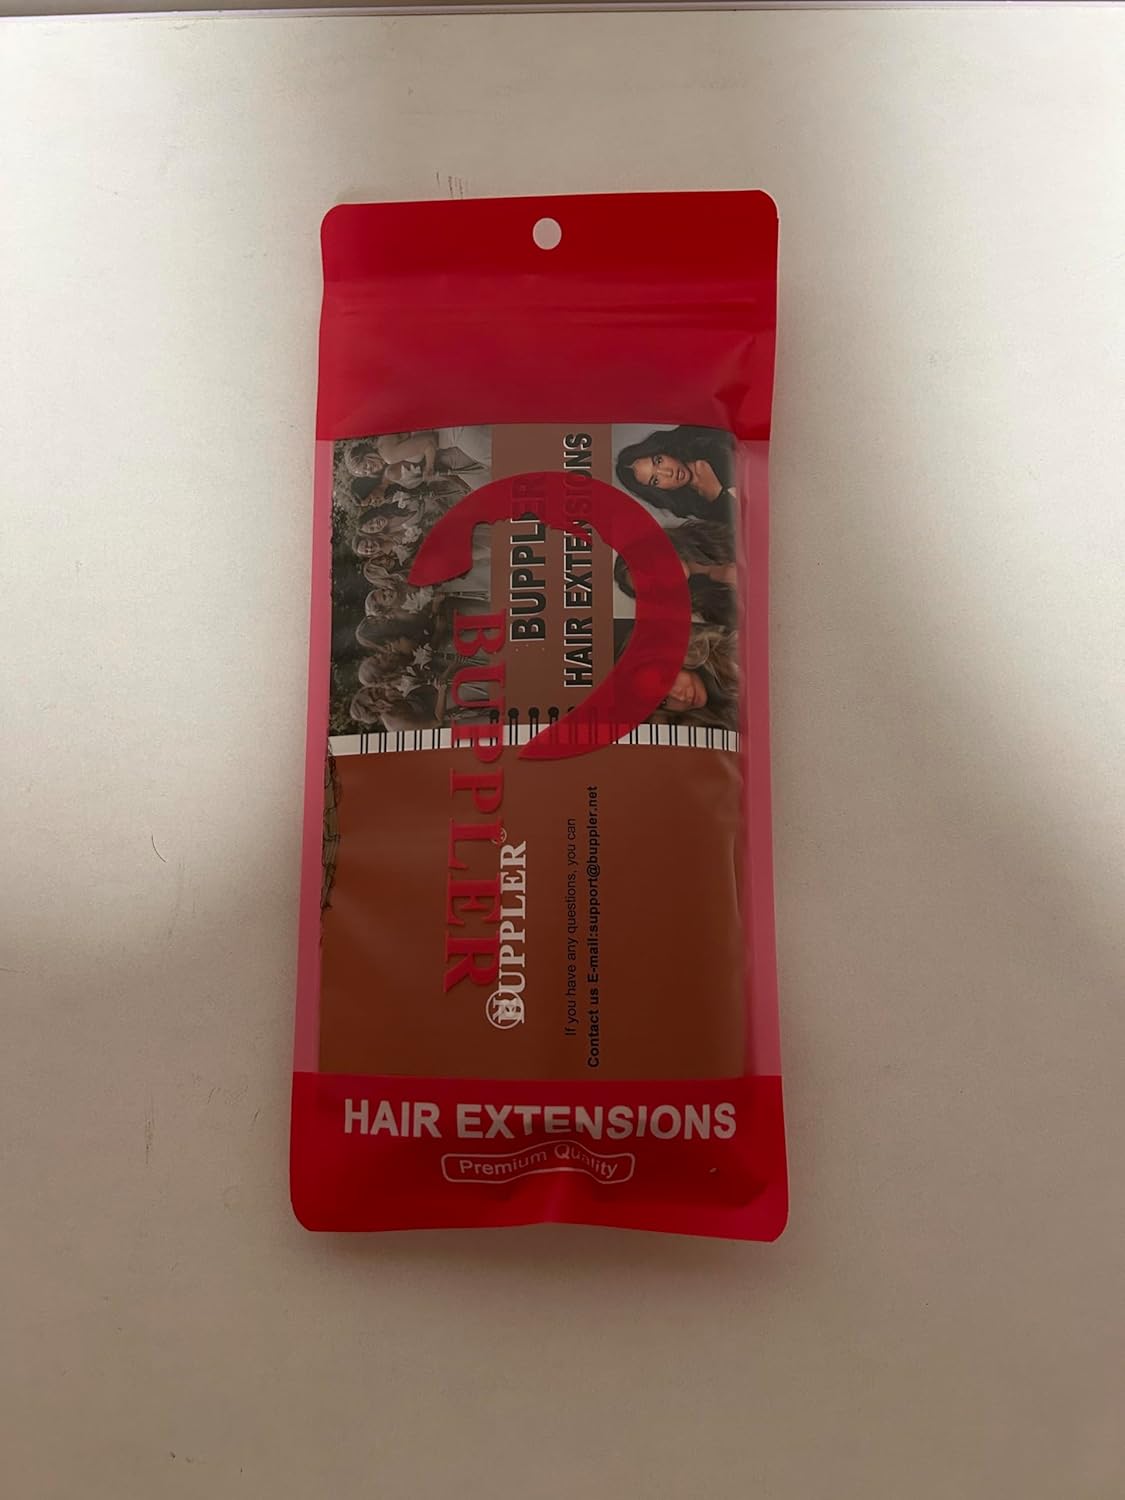 BUPPLER
HAIR EXTENSIONS
BUPPLER®
BUPPLER
If you have any questions, you can
Contact us E-mail:support@buppler.net
HAIR EXTENSIONS
Premium Quality